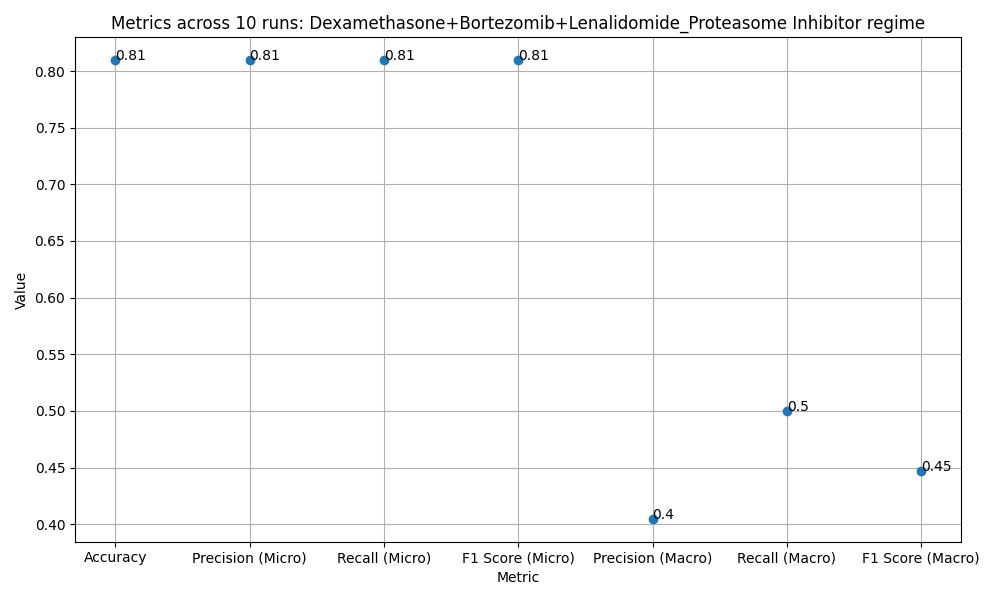 Metrics across 10 runs: Dexamethasone+Bortezomib+Lenalidomide_Proteasome Inhibitor regime
0.81 0.81 0.81 0.81
0.80
0.75
0.70
0.65
0.60
0.55
0.50
0.45
0.40
Value
0.5
0.45
0.4
Accuracy Precision (Micro) Recall (Micro) F1 Score (Micro) Precision (Macro) Recall (Macro) F1 Score (Macro)
Metric